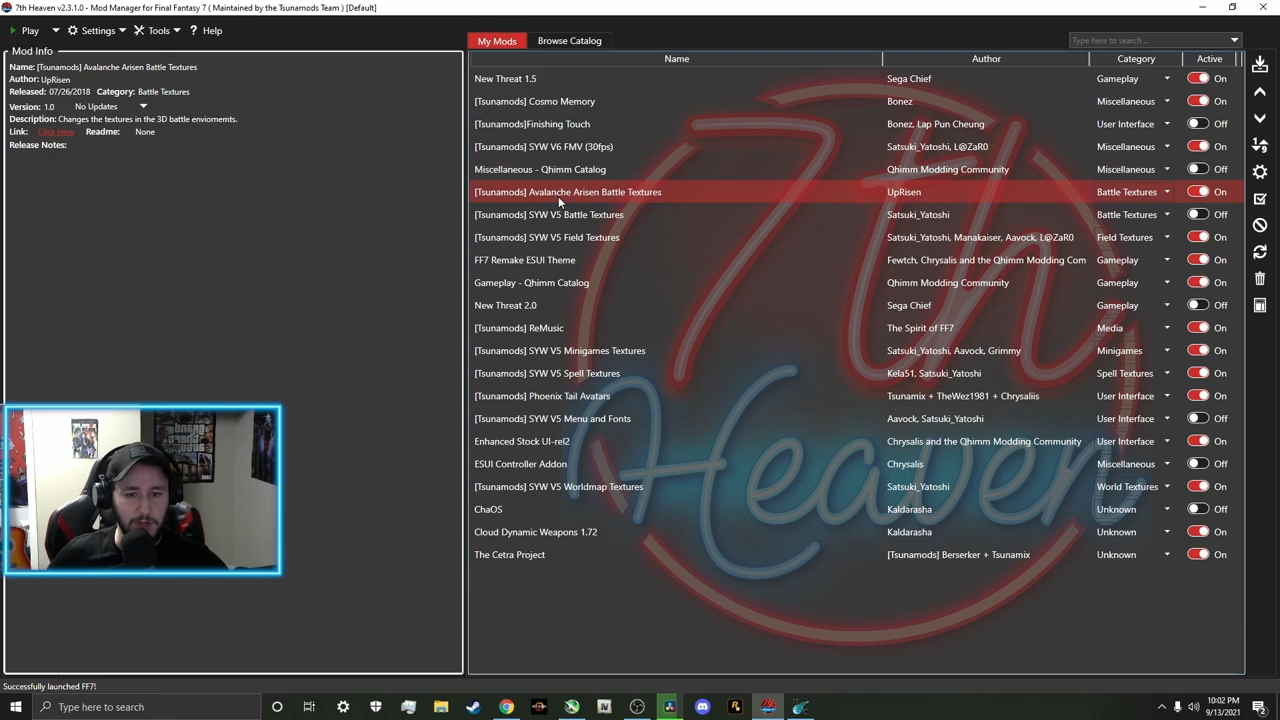 7th Heaven v2.3.1.0 - Mod Manager for Final Fantasy 7 ( Maintained by the Tsunamods Team ) [Default]
Play Settings Tools ? Help
Mod Info
Name: [Tsunamods] Avalanche Arisen Battle Textures
Author: UpRisen
Released: 07/26/2018 Category: Battle Textures
Version: 1.0 No Updates
Description: Changes the textures in the 3D battle enviornemts.
Link: Click Here Readme: None
Release Notes:
My Mods Browse Catalog Type here to search ...
Name Author Category Active
New Threat 1.5 Sega Chief Gameplay On
[Tsunamods] Cosmo Memory Bonez Miscellaneous On
[Tsunamods]Finishing Touch Bonez, Lap Pun Cheung User Interface Off
[Tsunamods] SYW V6 FMV (30fps) Satsuki_Yatoshi, L@ZaR0 Miscellaneous On
Miscellaneous - Qhimm Catalog Qhimm Modding Community Miscellaneous Off
[Tsunamods] Avalanche Arisen Battle Textures UpRisen Battle Textures On
[Tsunamods] SYW V5 Battle Textures Satsuki_Yatoshi Battle Textures Off
[Tsunamods] SYW V5 Field Textures Satsuki_Yatoshi, Manakaiser, Aavock, L@ZaR0 Field Textures On
FF7 Remake ESUI Theme Fewtch, Chrysalis and the Qhimm Modding Com Gameplay On
Gameplay - Qhimm Catalog Qhimm Modding Community Gameplay On
New Threat 2.0 Sega Chief Gameplay Off
[Tsunamods] ReMusic The Spirit of FF7 Media On
[Tsunamods] SYW V5 Minigames Textures Satsuki_Yatoshi, Aavock, Grimmy Minigames On
[Tsunamods] SYW V5 Spell Textures Kela51, Satsuki_Yatoshi Spell Textures On
[Tsunamods] Phoenix Tail Avatars Tsunamix + TheWez1981 + Chrysaliis User Interface On
[Tsunamods] SYW V5 Menu and Fonts Aavock, Satsuki_Yatoshi User Interface Off
Enhanced Stock UI-rel2 Chrysalis and the Qhimm Modding Community User Interface On
ESUI Controller Addon Chrysalis Miscellaneous Off
[Tsunamods] SYW V5 Worldmap Textures Satsuki_Yatoshi World Textures On
ChaOS Kaldarasha Unknown Off
Cloud Dynamic Weapons 1.72 Kaldarasha Unknown On
The Cetra Project [Tsunamods] Berserker + Tsunamix Unknown On
7th
Heaven
Successfully launched FF7!
Type here to search
10:02 PM
9/13/2021
2